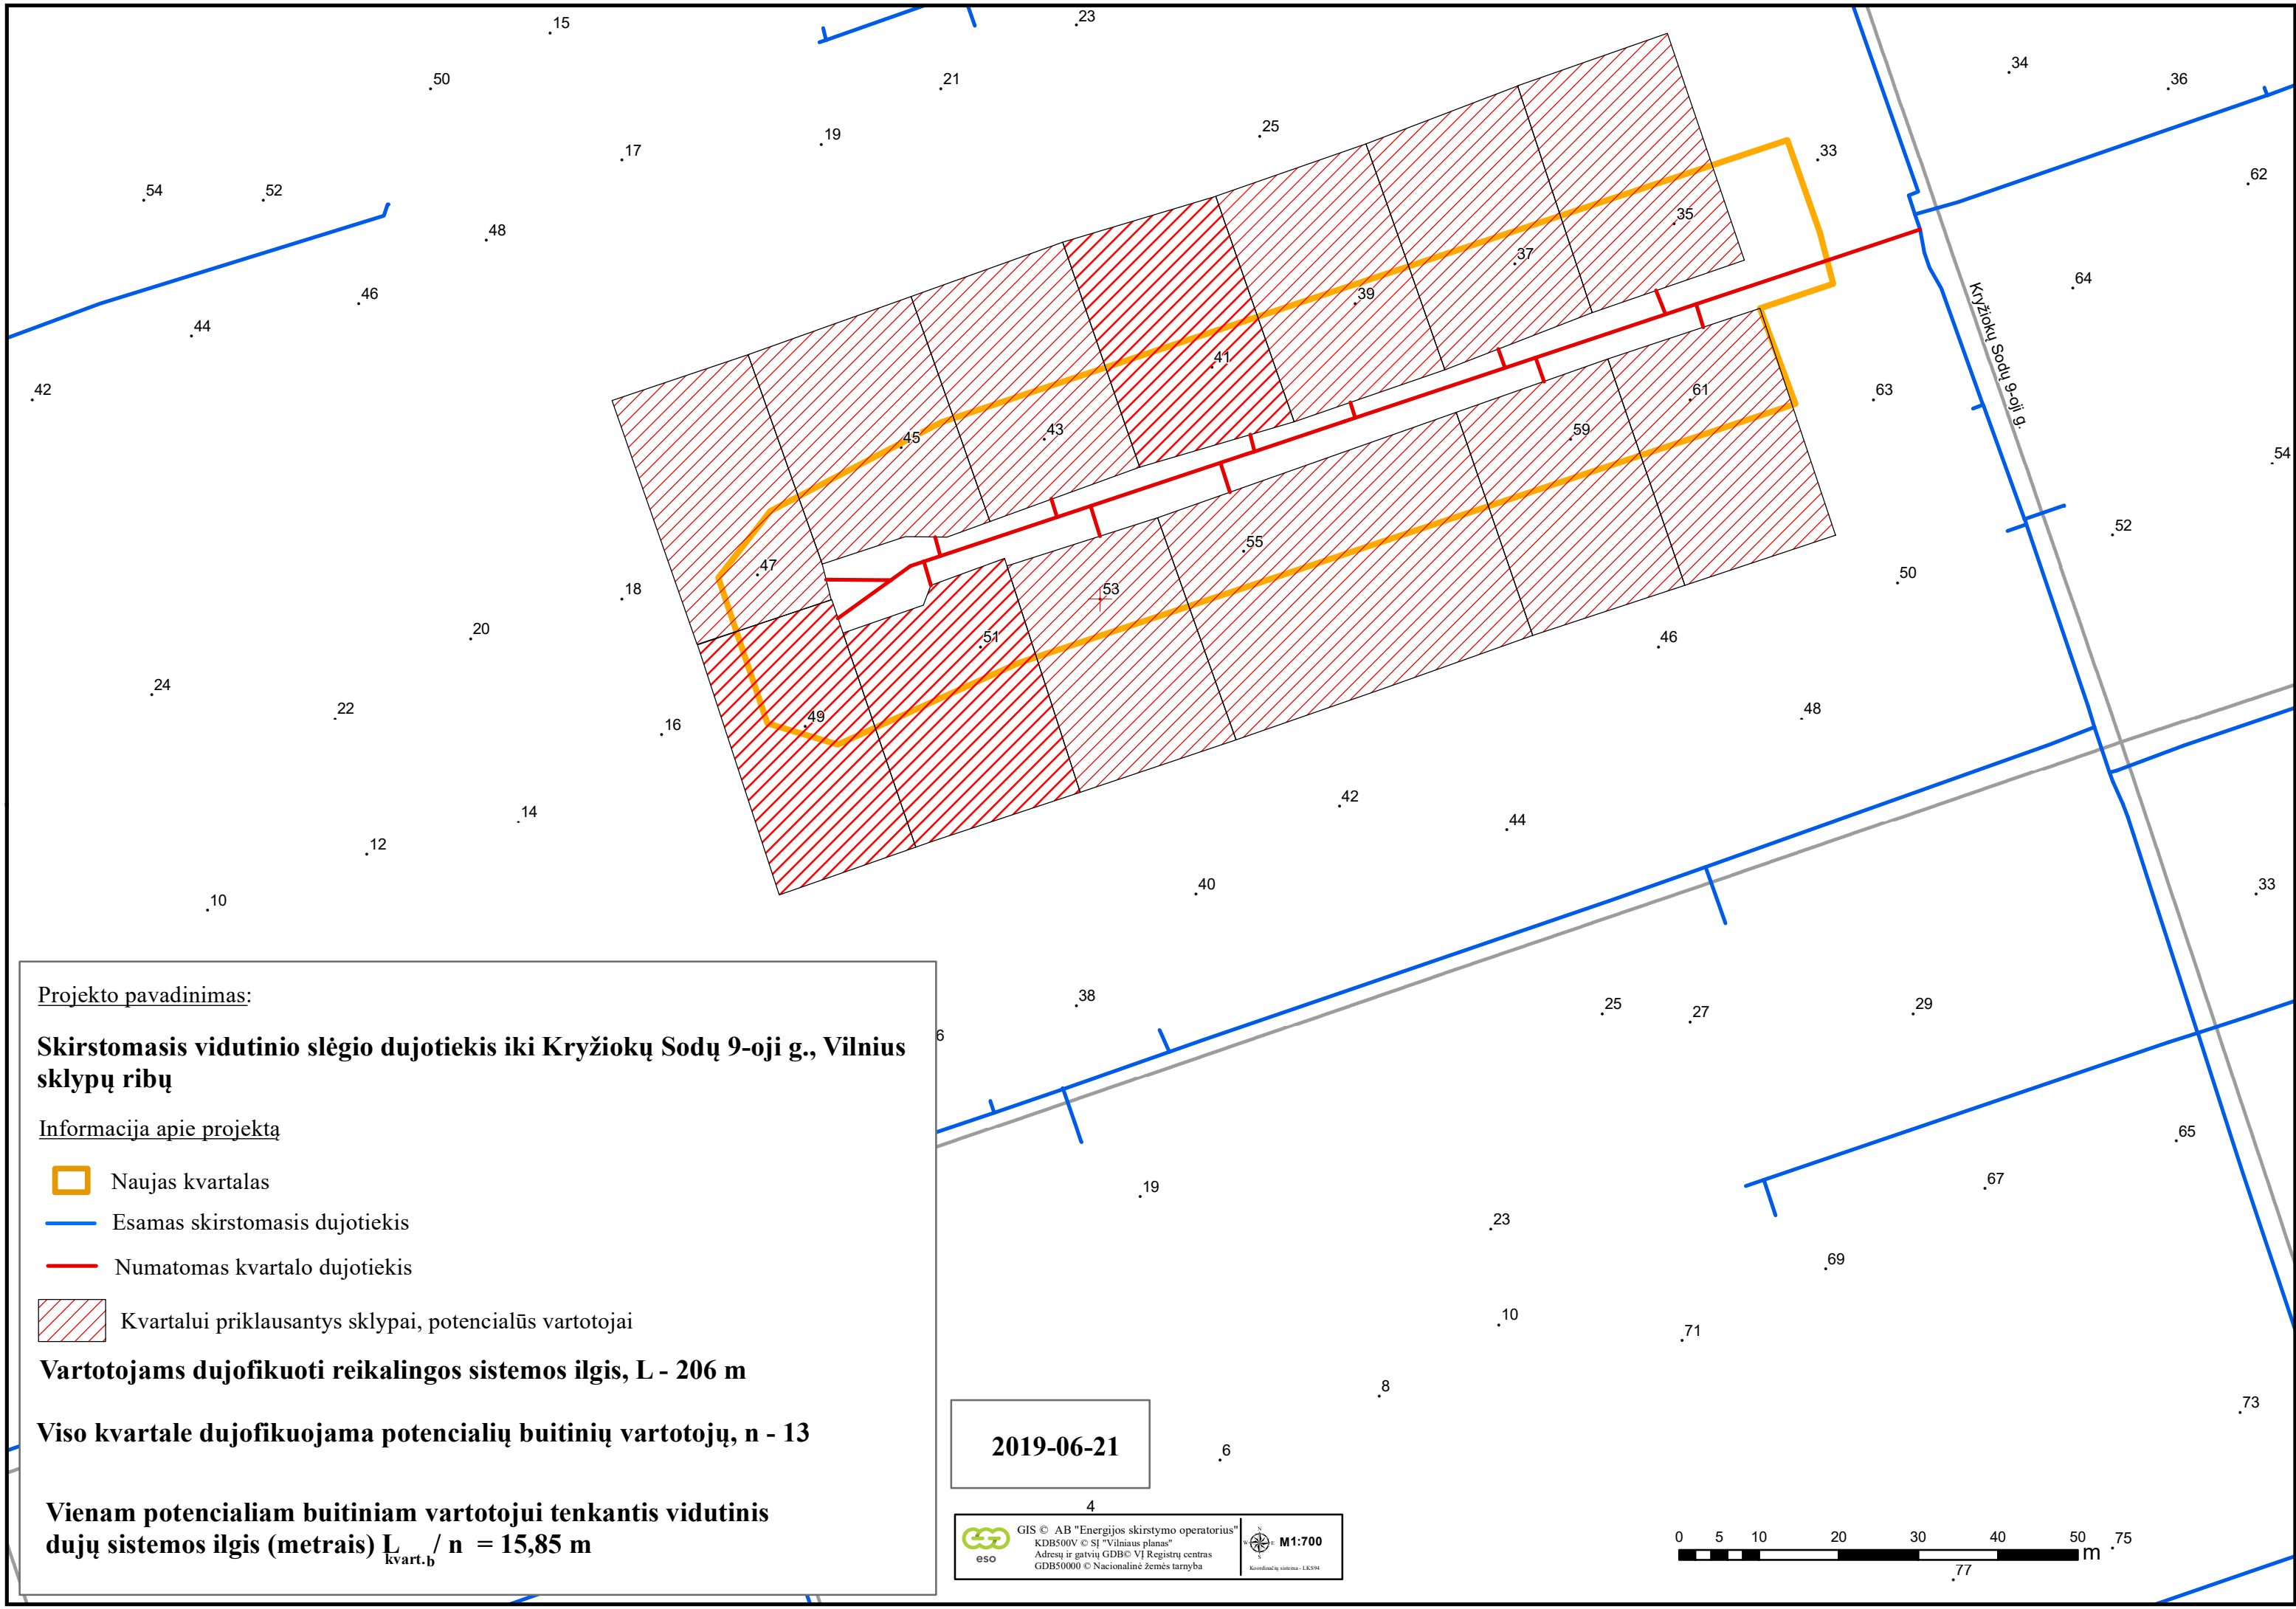 15
23
50
21
34
36
25
19
17
33
54
52
62
48
35
37
46
39
64
44
Kryžiokų Sodų 9-oji g.
41
42
61
63
45
43
59
54
52
55
47
50
18
53
20
51
46
24
22
16
49
48
42
14
44
12
40
33
10
38
25
27
29
6
65
67
19
23
69
10
71
8
73
6
4
Projekto pavadinimas:
Skirstomasis vidutinio slėgio dujotiekis iki Kryžiokų Sodų 9-oji g., Vilnius
sklypų ribų
Informacija apie projektą
Naujas kvartalas
Esamas skirstomasis dujotiekis
Numatomas kvartalo dujotiekis
Kvartalui priklausantys sklypai, potencialūs vartotojai
Vartotojams dujofikuoti reikalingos sistemos ilgis, L - 206 m
Viso kvartale dujofikuojama potencialių buitinių vartotojų, n - 13
Vienam potencialiam buitiniam vartotojui tenkantis vidutinis
dujų sistemos ilgis (metrais) L kvart.b / n = 15,85 m
2019-06-21
eso
GIS © AB "Energijos skirstymo operatorius"
KDB500V © SĮ "Vilniaus planas"
Adresų ir gatvių GDB© VĮ Registrų centras
GDB50000 © Nacionalinė žemės tarnyba
N
W E
S
M1:700
Koordinačių sistema - LKS94
0 5 10 20 30 40 50 m
75
77